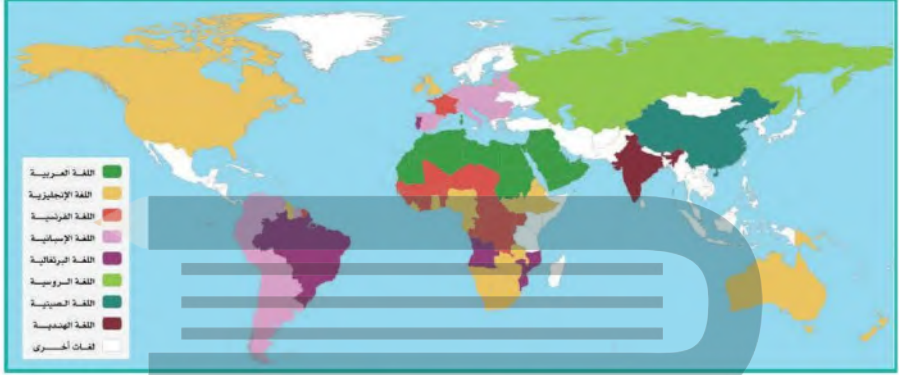 اللغة العربية
اللغة الإنجليزية
اللغة الفرنسية
اللغة الإسبانية
اللغة البرتغالية
اللغة الروسية
اللغة الصينية
اللغة الهندية
لغات أخرى